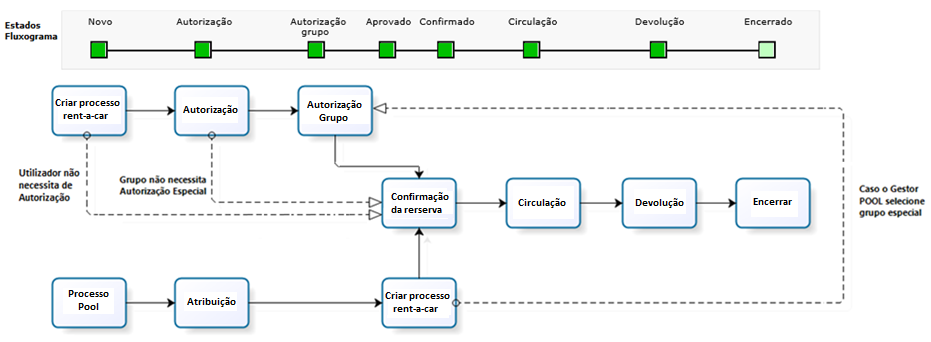 Estados
Fluxograma
Novo
Autorização
Autorização
grupo
Aprovado
Confirmado
Circulação
Devolução
Encerrado
Criar processo
rent-a-car
Autorização
Autorização
Grupo
Utilizador não
necessita de
Autorização
Grupo não necessita
Autorização Especial
Confirmação
da rerserva
Circulação
Devolução
Encerrar
Caso o Gestor
POOL selecione
grupo especial
Processo
Pool
Atribuição
Criar processo
rent-a-car